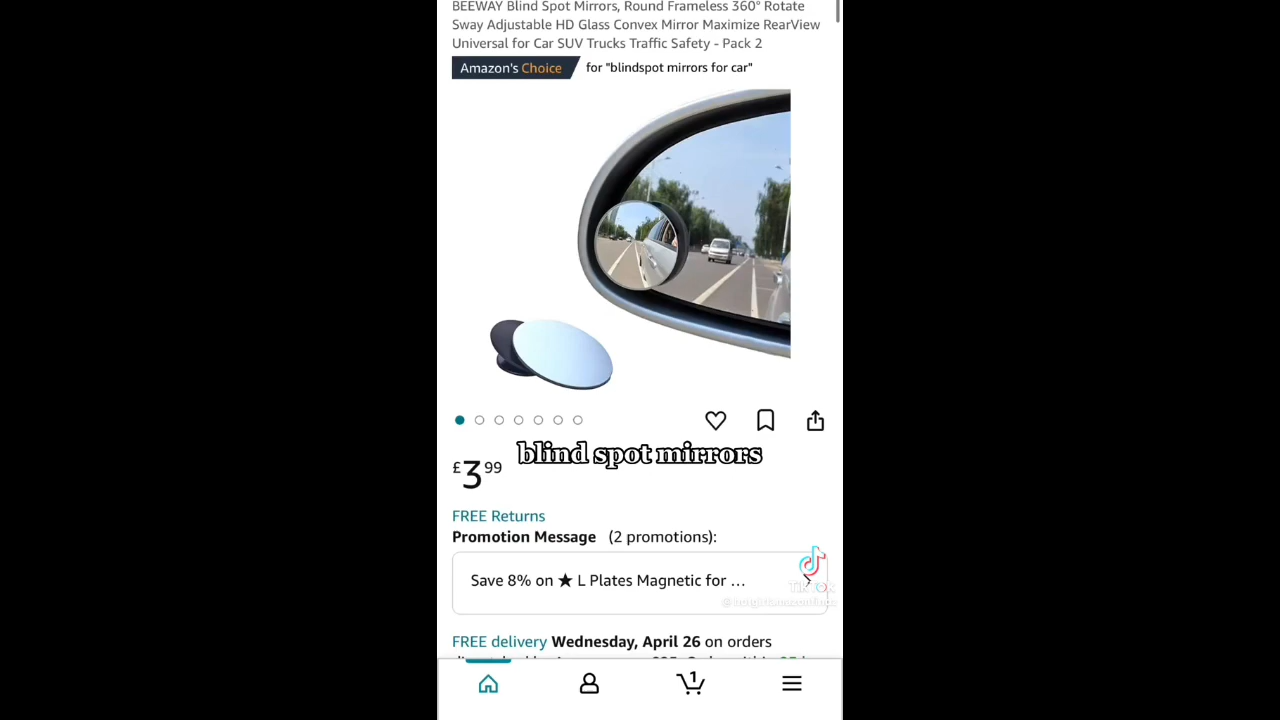 BEEWAY Blind Spot Mirrors, Round Frameless 360° Rotate
Sway Adjustable HD Glass Convex Mirror Maximize RearView
Universal for Car SUV Trucks Traffic Safety - Pack 2
Amazon's Choice for "blindspot mirrors for car"
blind spot mirrors
£3 99
FREE Returns
Promotion Message (2 promotions):
Save 8% on ★ L Plates Magnetic for ...
TikTok
FREE delivery Wednesday, April 26 on orders
1